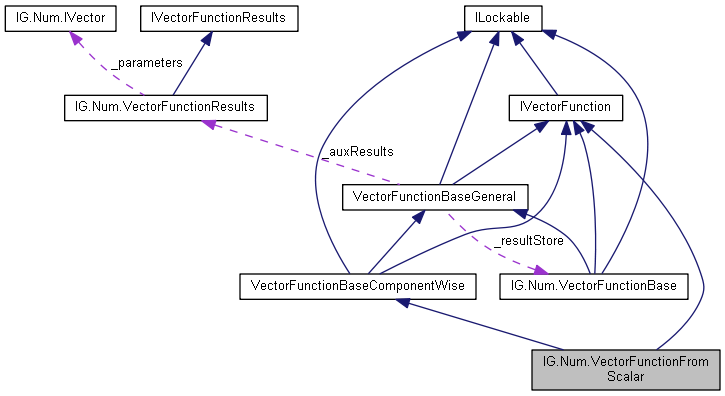 IG.Num.IVector
IVectorFunctionResults
ILockable
_parameters
IG.Num.VectorFunctionResults
IVectorFunction
_auxResults
VectorFunctionBaseGeneral
_resultStore
VectorFunctionBaseComponentWise
IG.Num.VectorFunctionBase
IG.Num.VectorFunctionFrom
Scalar